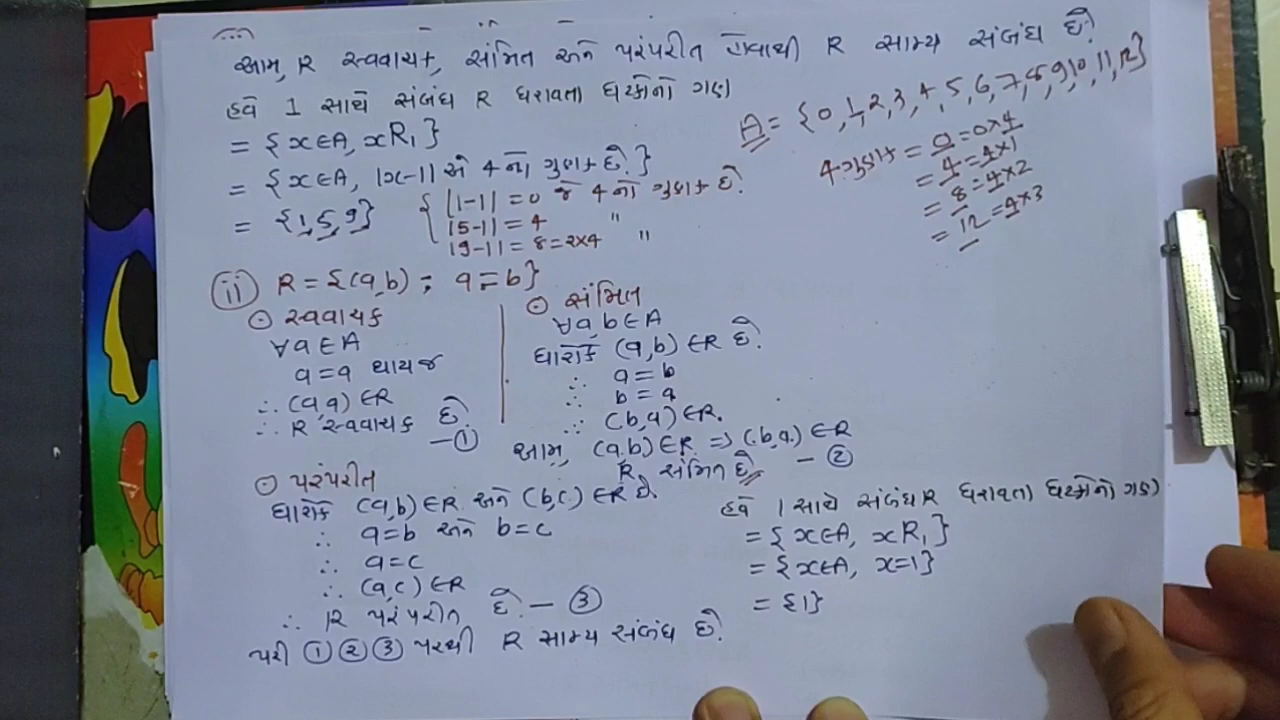 આમ, R સ્વવાચક, સંમિત અને પરંપરીત હોવાથી R સામ્ય સંબંધ છે.
હવે 1 સાથે સંબંધ R ધરાવતા ઘટકોનો ગણ
= {x∈A, xR1}
= {x∈A, |x-1| એ 4 નો ગુણક છે.}
= {1,5,9}
{ |1-1| = 0 જે 4 નો ગુણક છે.
|5-1| = 4 "
|9-1| = 8 = 2×4 "
A = {0,1,2,3,4,5,6,7,8,9,10,11,12}
4-ગુણક = 0 = 0×4
= 4 = 4×1
= 8 = 4×2
= 12 = 4×3
(ii) R = {(a,b) ; a=b}
⊙ સ્વવાચક
∀a∈A
a=a થાય જ
∴ (a,a) ∈R
∴ R સ્વવાચક છે.
—①
⊙ સંમિત
∀a,b∈A
ધારોકે (a,b) ∈R છે.
∴ a = b
∴ b = a
∴ (b,a) ∈R.
આમ, (a,b)∈R ⇒ (b,a) ∈R
R, સંમિત છે — ②
⊙ પરંપરીત
ધારોકે (a,b) ∈R અને (b,c) ∈R છે.
∴ a=b અને b=c
∴ a=c
∴ (a,c) ∈R
∴ R પરંપરીત છે — ③
પરી ① ② ③ પરથી R સામ્ય સંબંધ છે.
હવે 1 સાથે સંબંધ R ધરાવતા ઘટકોનો ગણ
= {x∈A, xR1}
= {x∈A, x=1}
= {1}